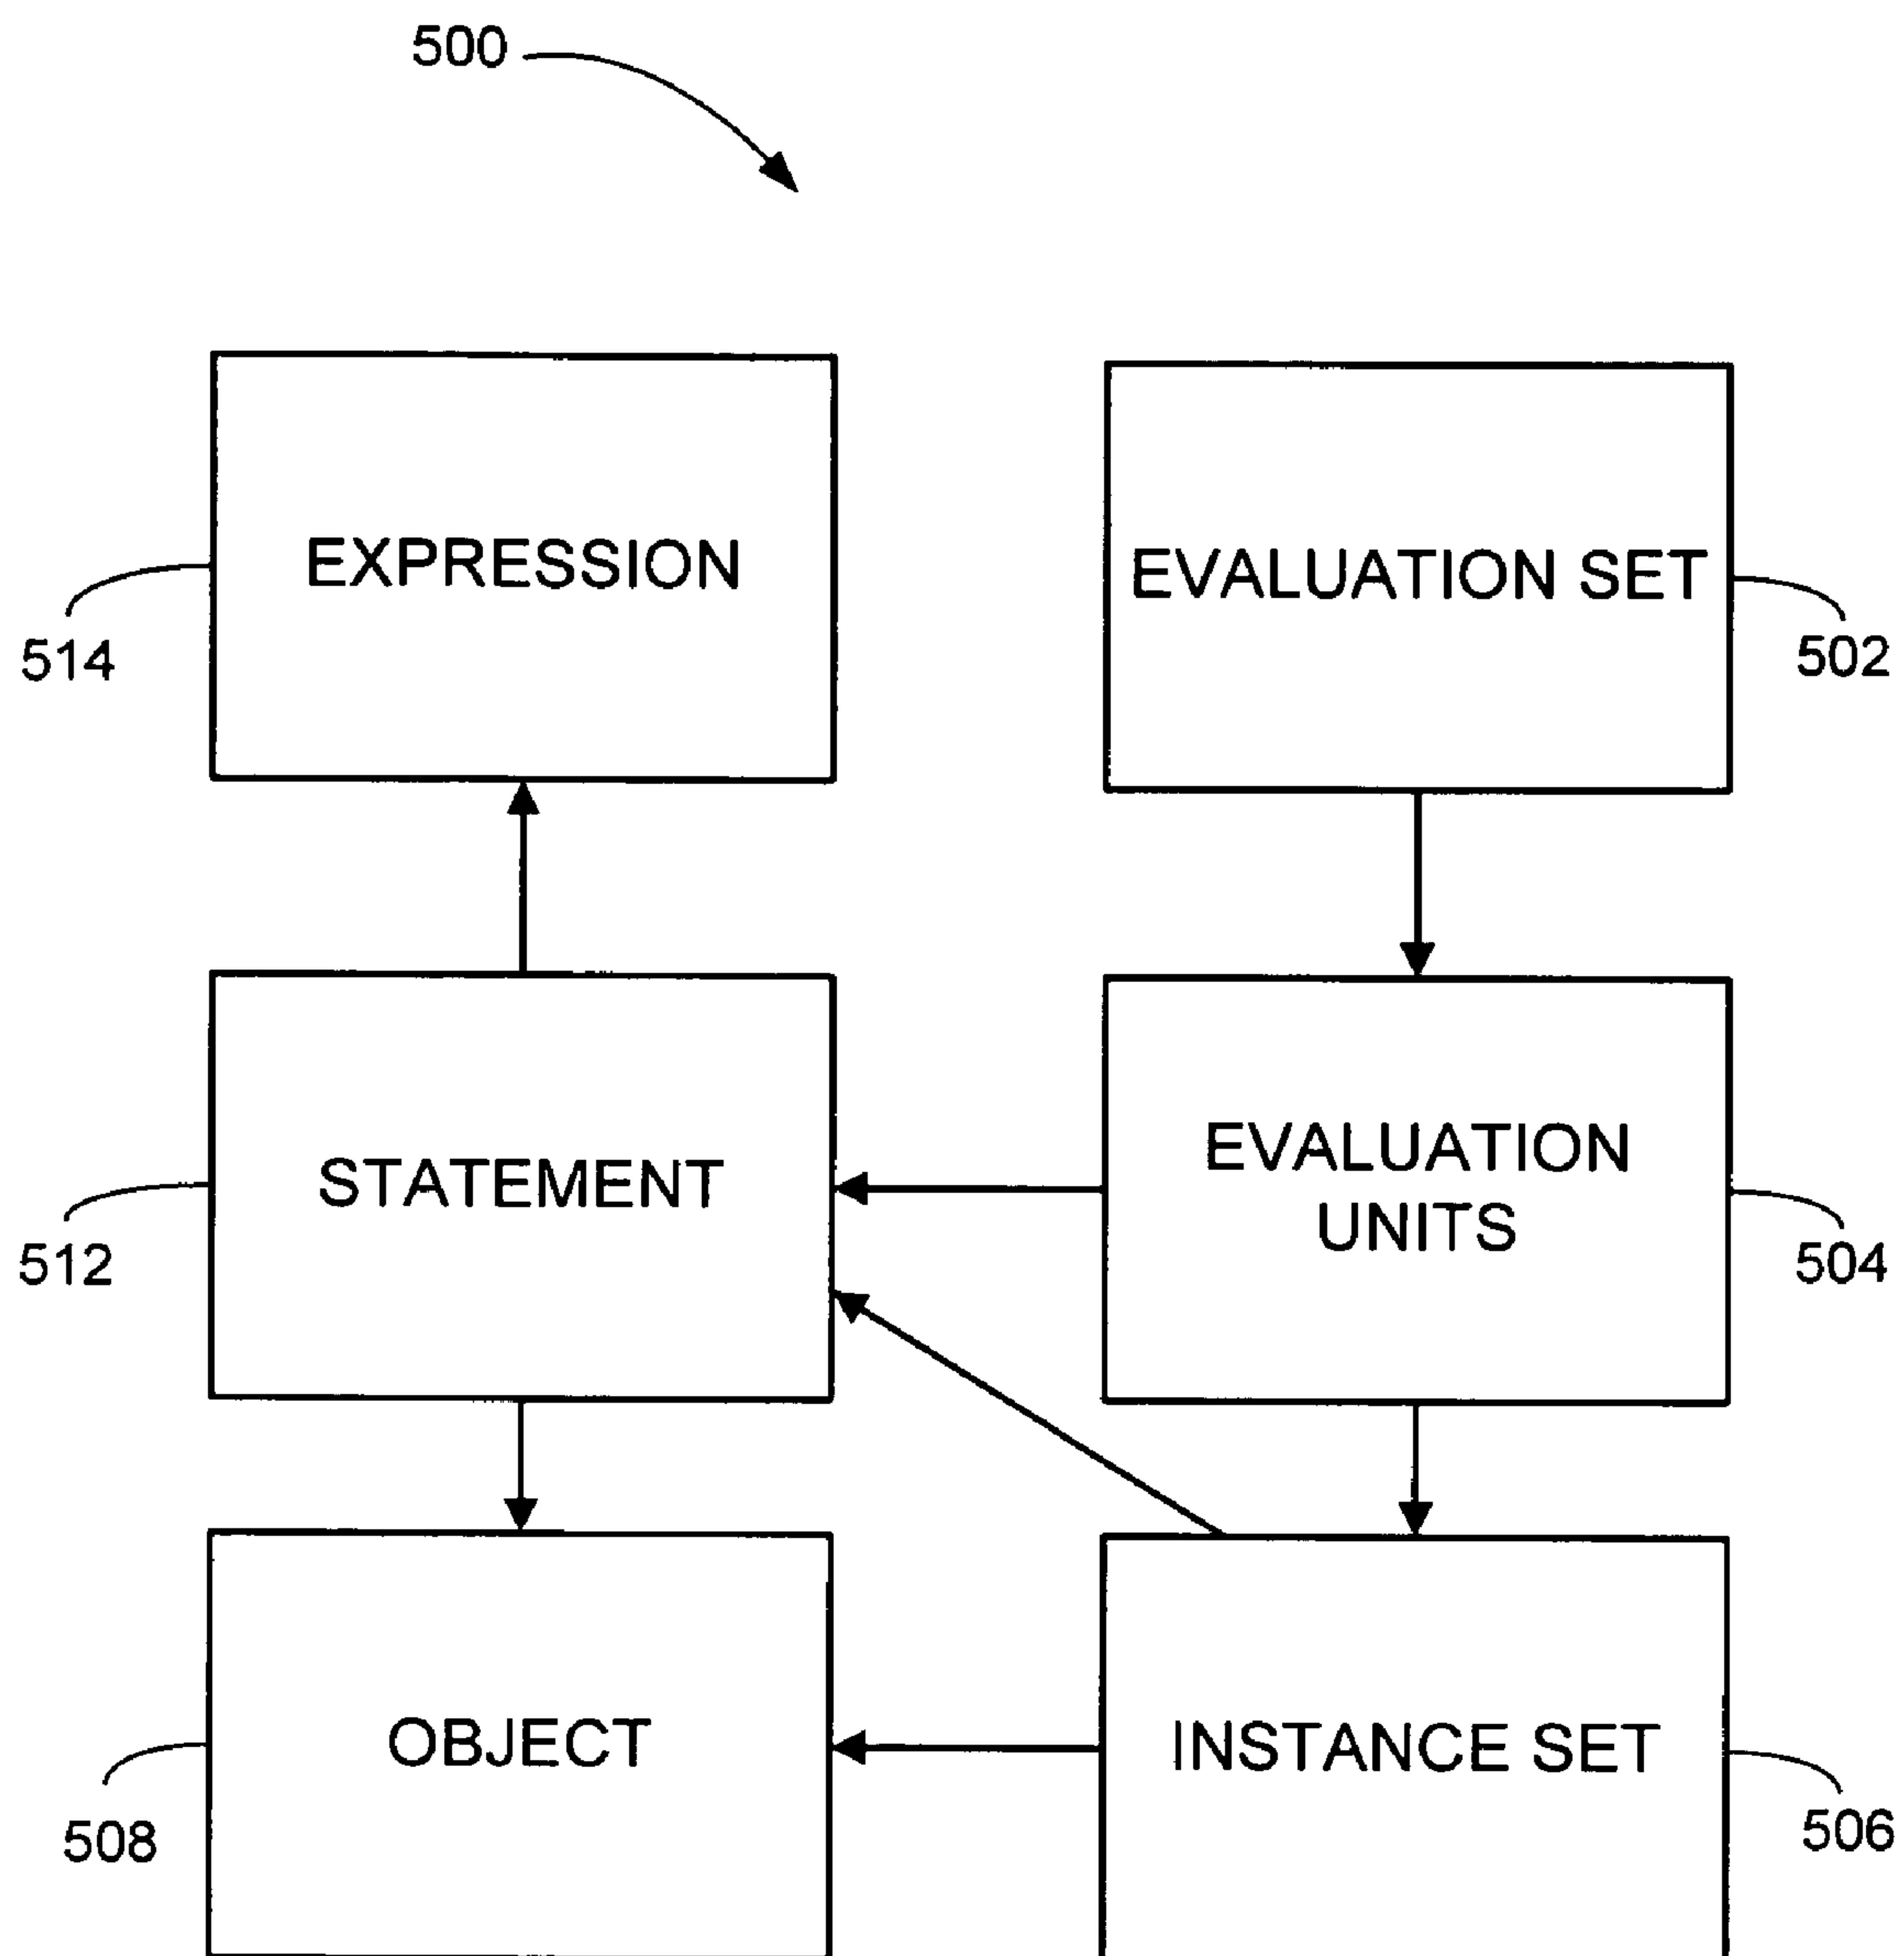 500
EXPRESSION
EVALUATION SET
514
502
STATEMENT
EVALUATION
UNITS
512
504
OBJECT
INSTANCE SET
508
506